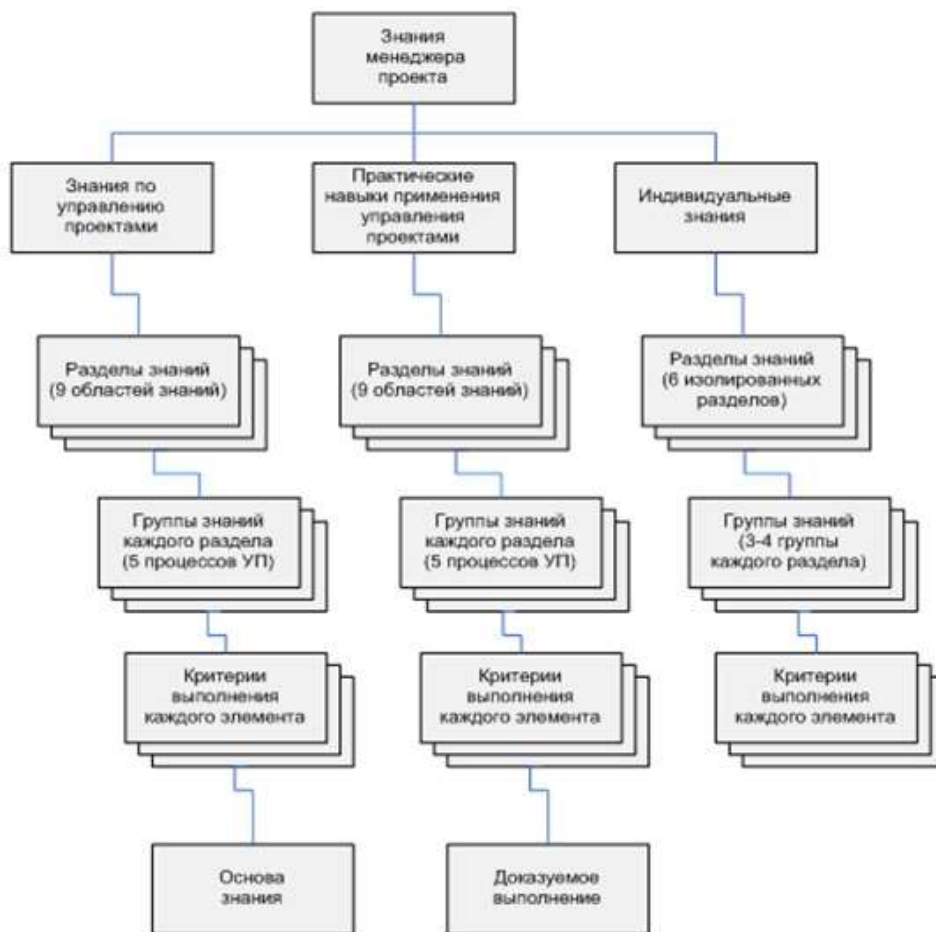 Знания
менеджера
проекта
Знания по
управлению
проектами
Практические
навыки применения
управления
проектами
Индивидуальные
знания
Разделы знаний
(9 областей знаний)
Разделы знаний
(9 областей знаний)
Разделы знаний
(6 изолированных
разделов)
Группы знаний
каждого раздела
(5 процессов УП)
Группы знаний
каждого раздела
(5 процессов УП)
Группы знаний
(3-4 группы
каждого раздела)
Критерии
выполнения
каждого элемента
Критерии
выполнения
каждого элемента
Критерии
выполнения
каждого элемента
Основа
знания
Доказуемое
выполнение